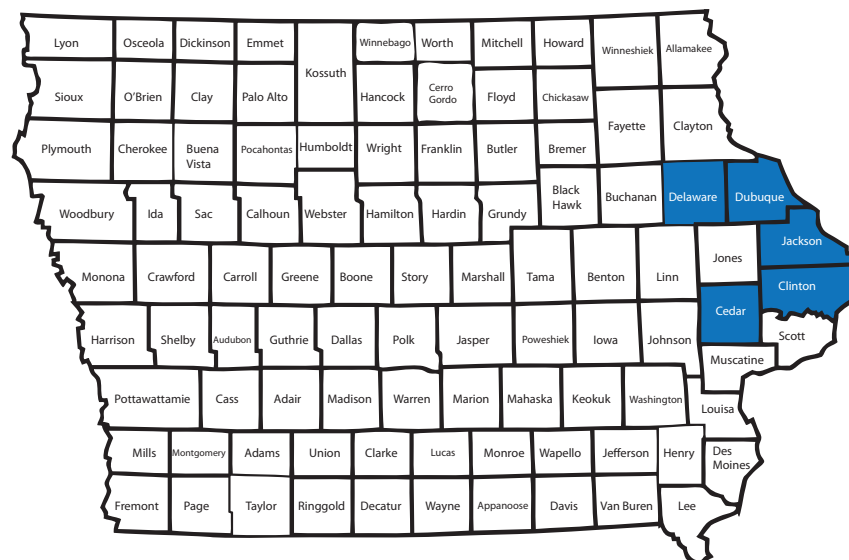 Lyon
Osceola
Dickinson
Emmet
Kossuth
Winnebago
Worth
Mitchell
Howard
Winneshiek
Allamakee
Sioux
O'Brien
Clay
Palo Alto
Hancock
Cerro
Gordo
Floyd
Chickasaw
Fayette
Clayton
Plymouth
Cherokee
Buena
Vista
Pocahontas
Humboldt
Wright
Franklin
Butler
Bremer
Woodbury
Ida
Sac
Calhoun
Webster
Hamilton
Hardin
Grundy
Black
Hawk
Buchanan
Delaware
Dubuque
Monona
Crawford
Carroll
Greene
Boone
Story
Marshall
Tama
Benton
Linn
Jones
Jackson
Clinton
Harrison
Shelby
Audubon
Guthrie
Dallas
Polk
Jasper
Poweshiek
Iowa
Johnson
Cedar
Scott
Muscatine
Pottawattamie
Cass
Adair
Madison
Warren
Marion
Mahaska
Keokuk
Washington
Louisa
Mills
Montgomery
Adams
Union
Clarke
Lucas
Monroe
Wapello
Jefferson
Henry
Des
Moines
Fremont
Page
Taylor
Ringgold
Decatur
Wayne
Appanoose
Davis
Van Buren
Lee